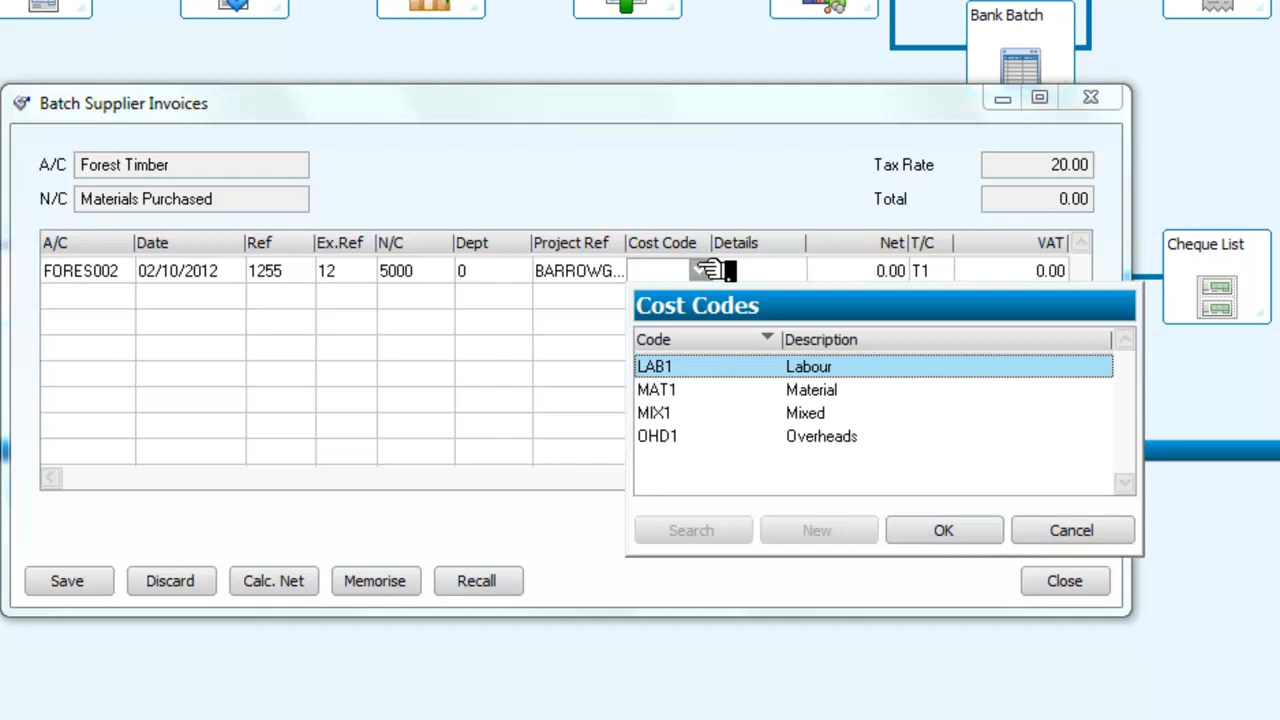 Bank Batch
Batch Supplier Invoices
A/C Forest Timber Tax Rate 20.00
N/C Materials Purchased Total 0.00
A/C Date Ref Ex.Ref N/C Dept Project Ref Cost Code Details Net T/C VAT
FORES002 02/10/2012 1255 12 5000 0 BARROWG... 0.00 T1 0.00
Cheque List
Cost Codes
Code Description
LAB1 Labour
MAT1 Material
MIX1 Mixed
OHD1 Overheads
Search New OK Cancel
Save Discard Calc. Net Memorise Recall Close